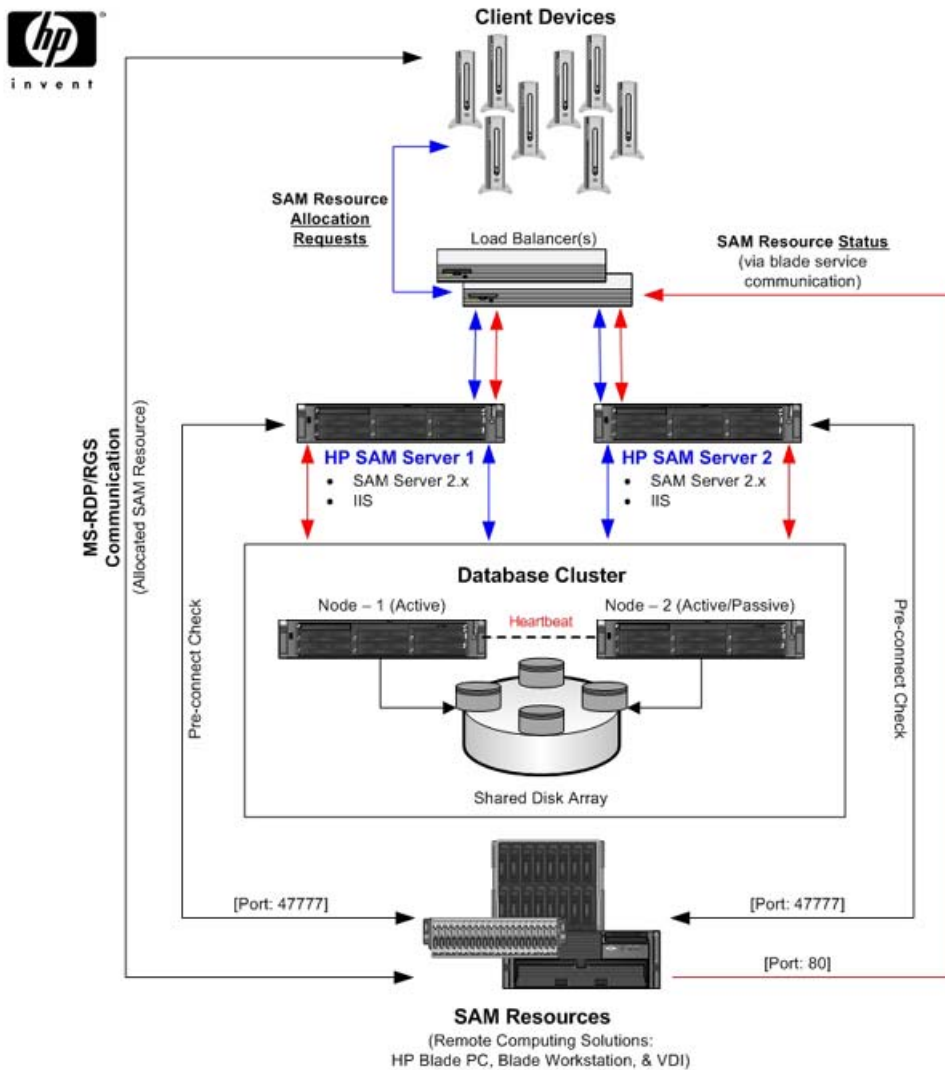 hp
invent
Client Devices
SAM Resource
Allocation
Requests
Load Balancer(s)
SAM Resource Status
(via blade service
communication)
MS-RDP/RGS
Communication
(Allocated SAM Resource)
HP SAM Server 1
• SAM Server 2.x
• IIS
HP SAM Server 2
• SAM Server 2.x
• IIS
Pre-connect Check
Database Cluster
Node – 1 (Active)
Heartbeat
Node – 2 (Active/Passive)
Shared Disk Array
Pre-connect Check
[Port: 47777]
[Port: 47777]
[Port: 80]
SAM Resources
(Remote Computing Solutions:
HP Blade PC, Blade Workstation, & VDI)